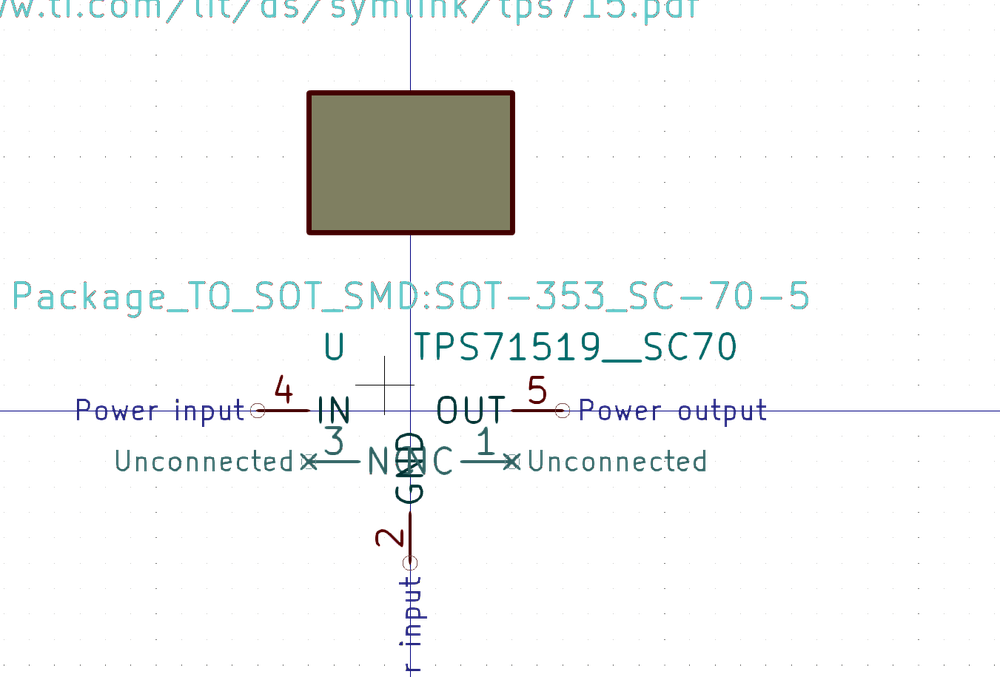 w.ti.com/lit/ds/symlink/tps715.pdf
Package_TO_SOT_SMD:SOT-353_SC-70-5
U TPS71519__SC70
4 5
Power input IN OUT Power output
3 1
Unconnected NC NC Unconnected
GND
2
r input